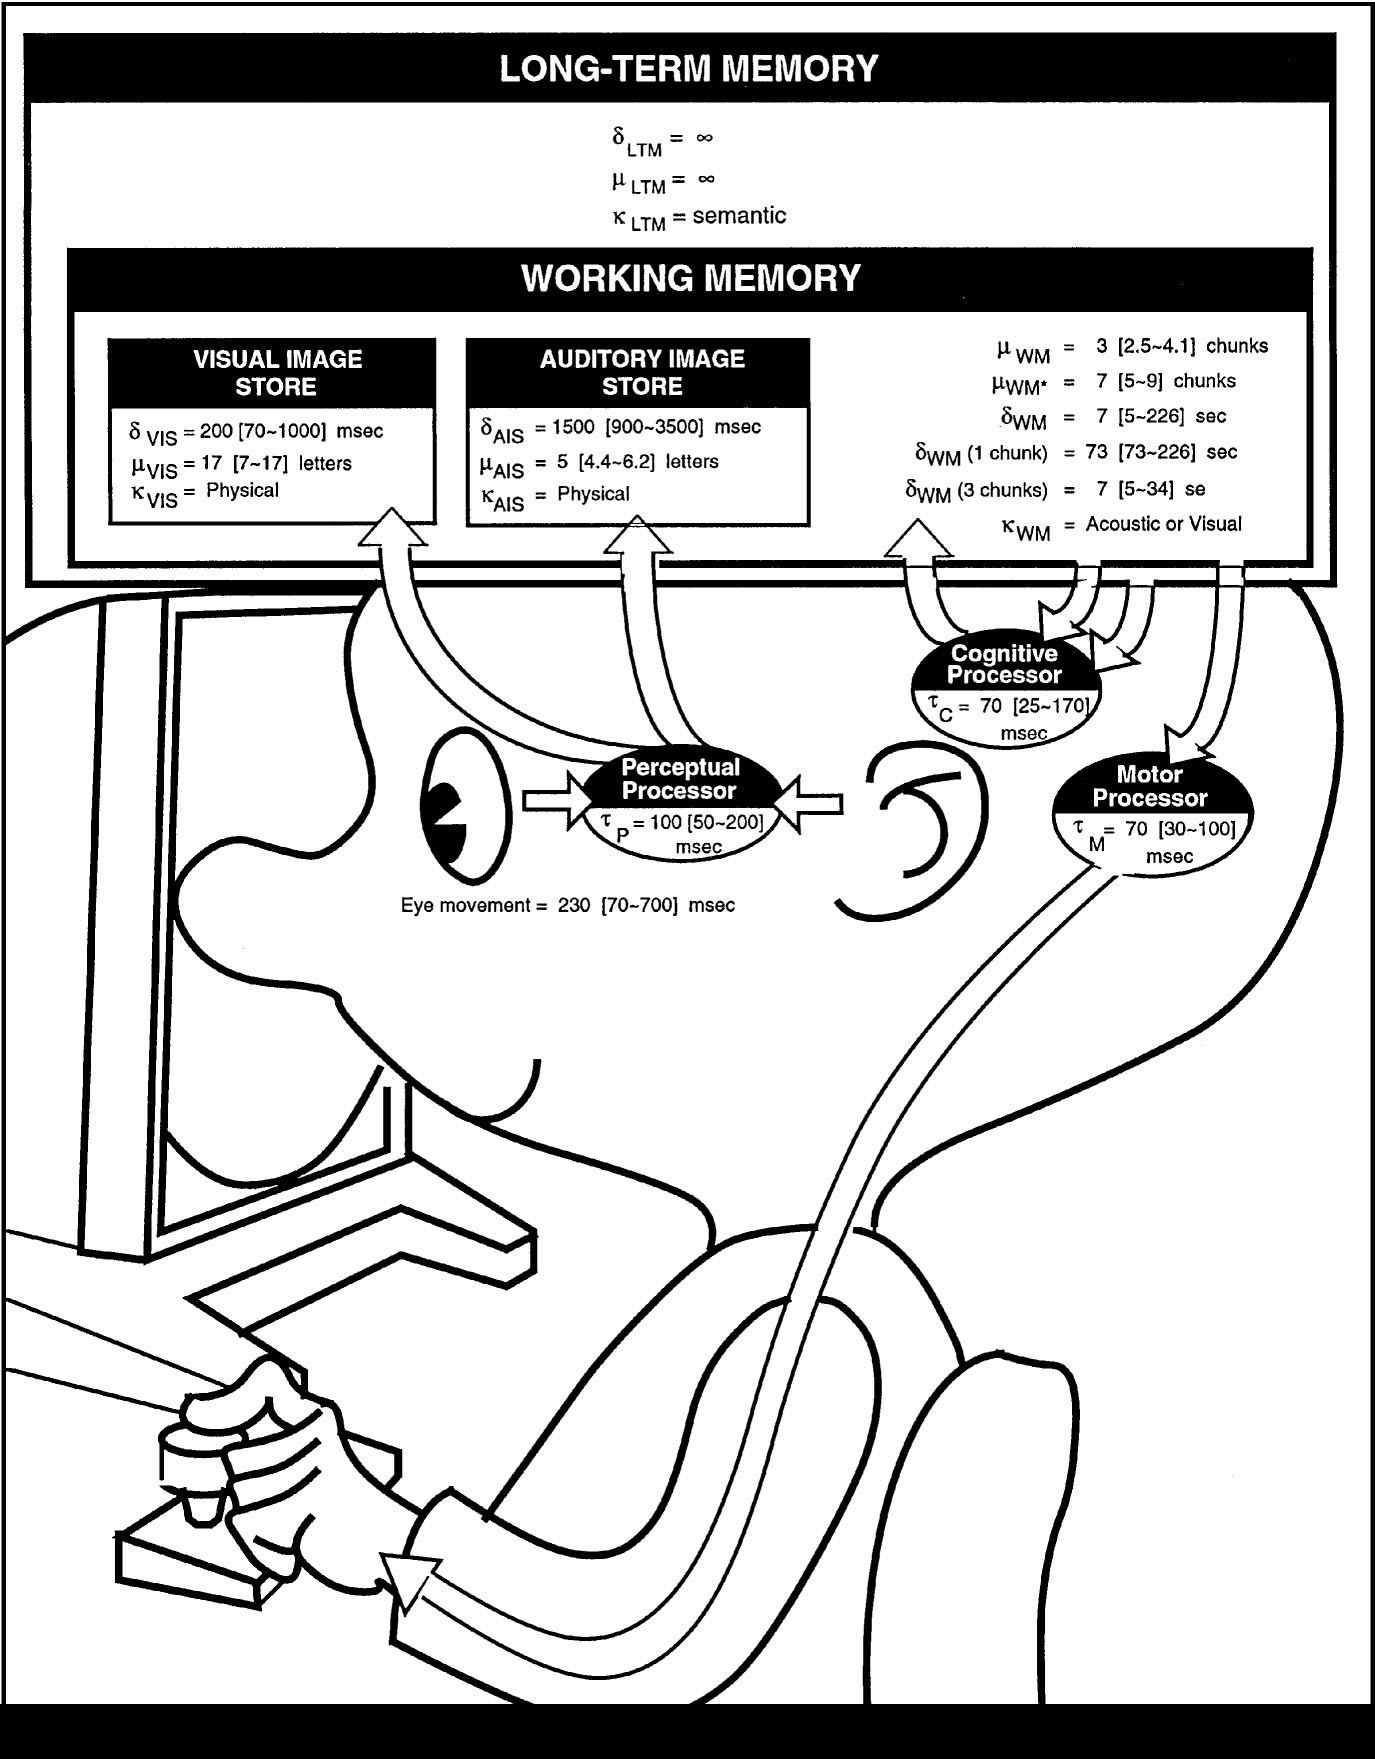 LONG-TERM MEMORY
δ LTM = ∞
μ LTM = ∞
κ LTM = semantic
WORKING MEMORY
VISUAL IMAGE
STORE
δ VIS = 200 [70~1000] msec
μ VIS = 17 [7~17] letters
κ VIS = Physical
AUDITORY IMAGE
STORE
δ AIS = 1500 [900~3500] msec
μ AIS = 5 [4.4~6.2] letters
κ AIS = Physical
μ WM = 3 [2.5~4.1] chunks
μ WM* = 7 [5~9] chunks
δ WM = 7 [5~226] sec
δ WM (1 chunk) = 73 [73~226] sec
δ WM (3 chunks) = 7 [5~34] se
κ WM = Acoustic or Visual
Cognitive
Processor
τ C = 70 [25~170]
msec
Perceptual
Processor
τ P = 100 [50~200]
msec
Motor
Processor
τ M = 70 [30~100]
msec
Eye movement = 230 [70~700] msec